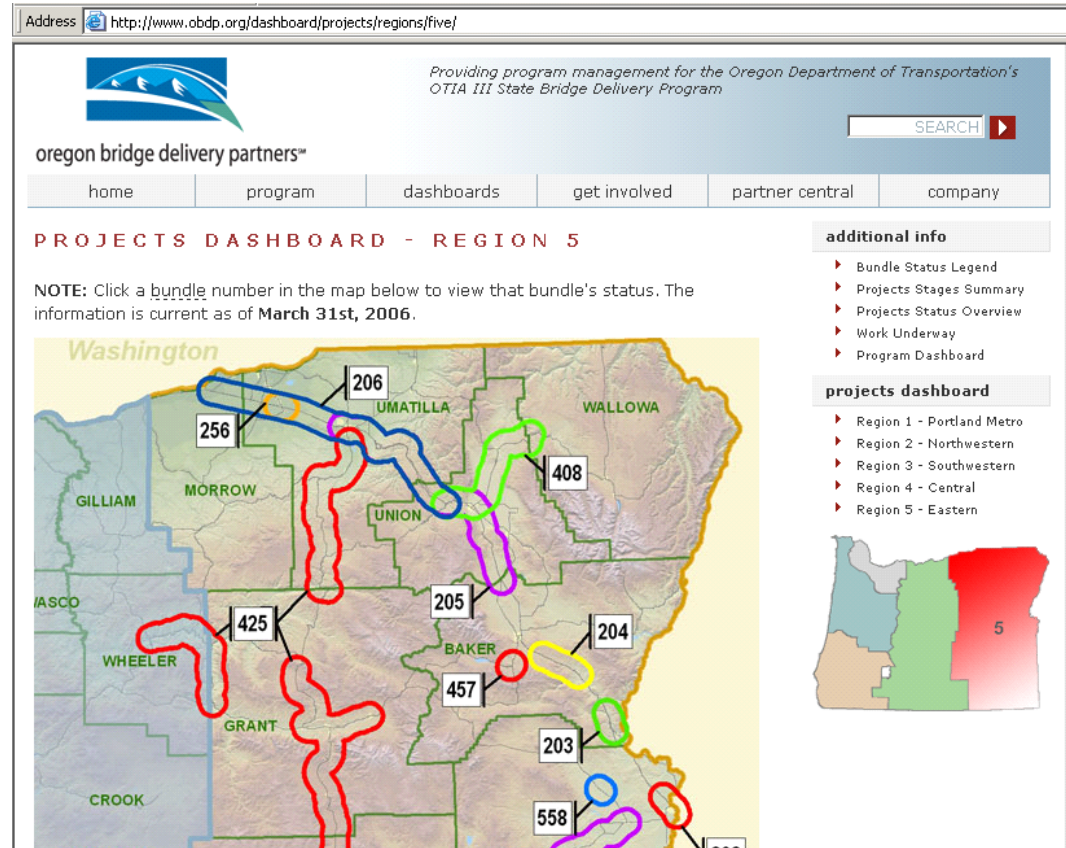 Address http://www.obdp.org/dashboard/projects/regions/five/
Providing program management for the Oregon Department of Transportation's
OTIA III State Bridge Delivery Program
SEARCH
oregon bridge delivery partners℠
home program dashboards get involved partner central company
PROJECTS DASHBOARD - REGION 5
NOTE: Click a bundle number in the map below to view that bundle's status. The
information is current as of March 31st, 2006.
Washington
206
UMATILLA
WALLOWA
256
408
MORROW
GILLIAM
UNION
205
WASCO
425
204
BAKER
WHEELER
457
GRANT
203
CROOK
558
additional info
Bundle Status Legend
Projects Stages Summary
Projects Status Overview
Work Underway
Program Dashboard
projects dashboard
Region 1 - Portland Metro
Region 2 - Northwestern
Region 3 - Southwestern
Region 4 - Central
Region 5 - Eastern
5